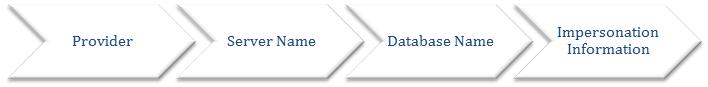 Provider
Server Name
Database Name
Impersonation
Information